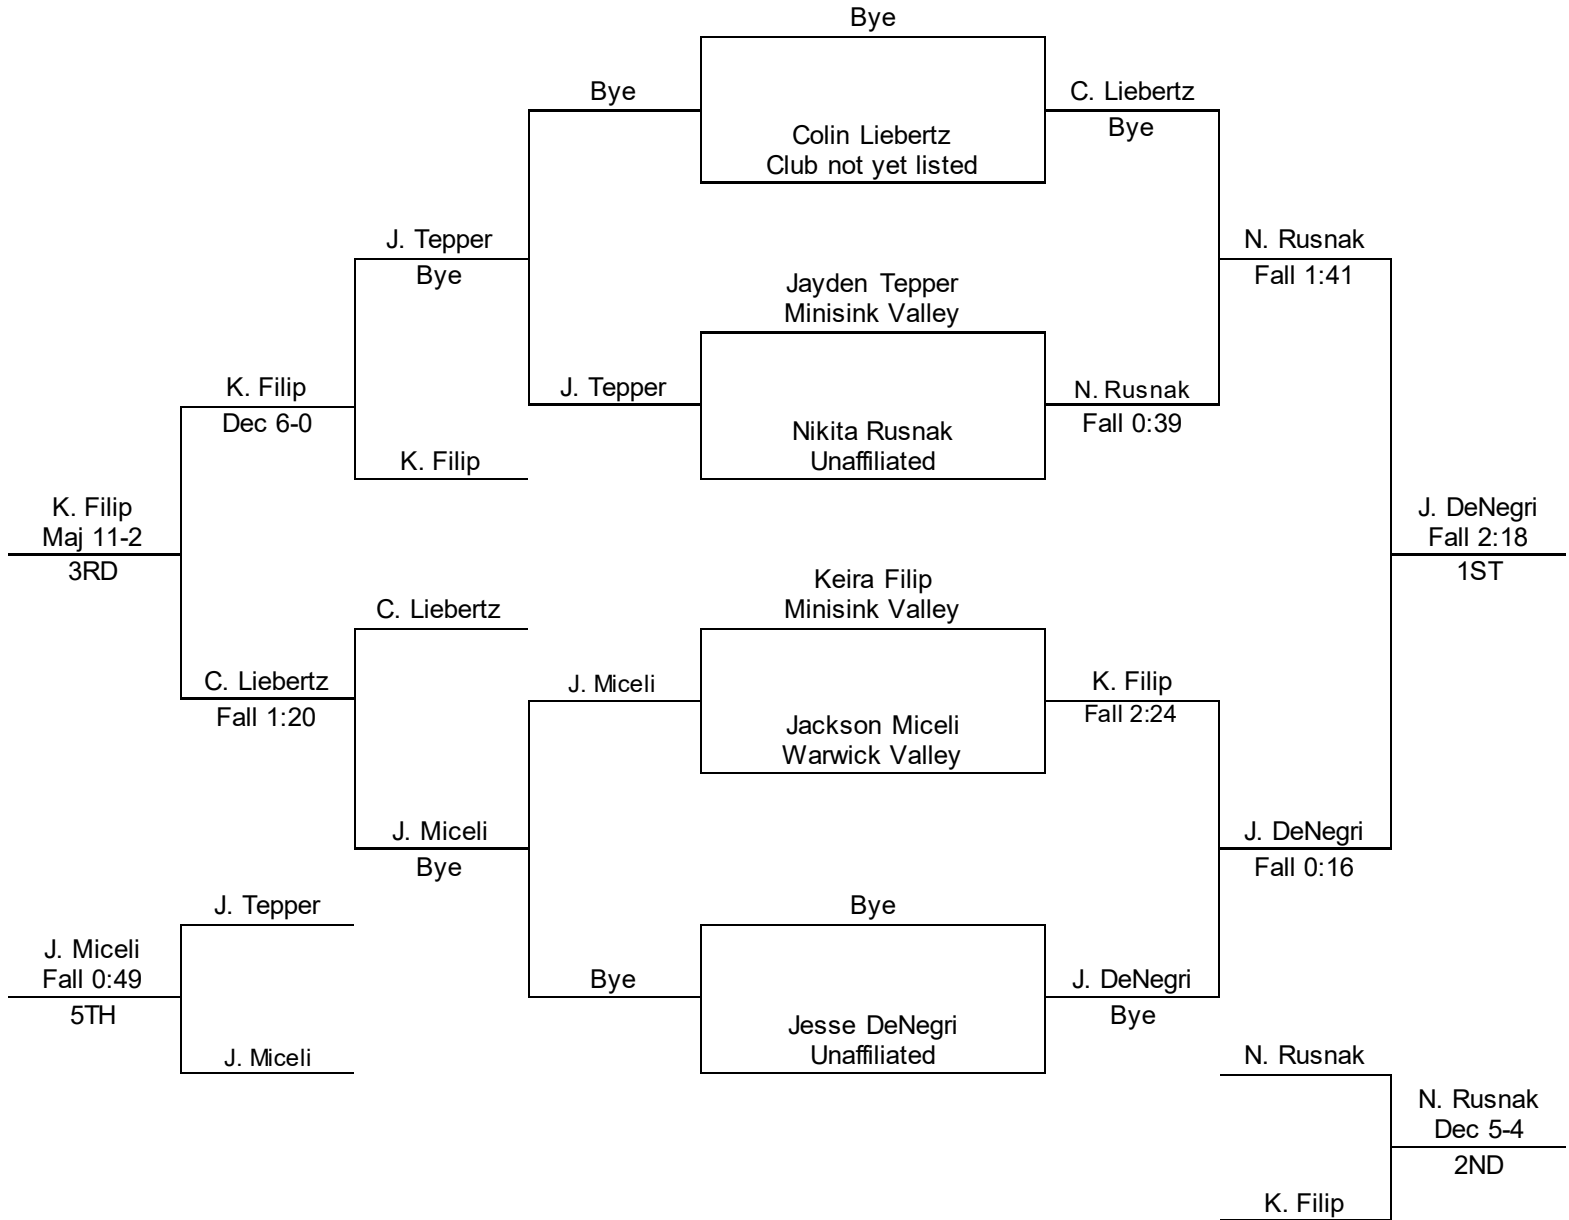 Bye
Bye
C. Liebertz
Bye
Colin Liebertz
Club not yet listed
J. Tepper
Bye
N. Rusnak
Fall 1:41
Jayden Tepper
Minisink Valley
K. Filip
Dec 6-0
J. Tepper
N. Rusnak
Fall 0:39
Nikita Rusnak
Unaffiliated
K. Filip
K. Filip
Maj 11-2
3RD
J. DeNegri
Fall 2:18
1ST
Keira Filip
Minisink Valley
C. Liebertz
C. Liebertz
Fall 1:20
J. Miceli
K. Filip
Fall 2:24
Jackson Miceli
Warwick Valley
J. Miceli
Bye
J. DeNegri
Fall 0:16
J. Tepper
Bye
J. Miceli
Fall 0:49
5TH
Bye
J. DeNegri
Bye
Jesse DeNegri
Unaffiliated
J. Miceli
N. Rusnak
N. Rusnak
Dec 5-4
2ND
K. Filip